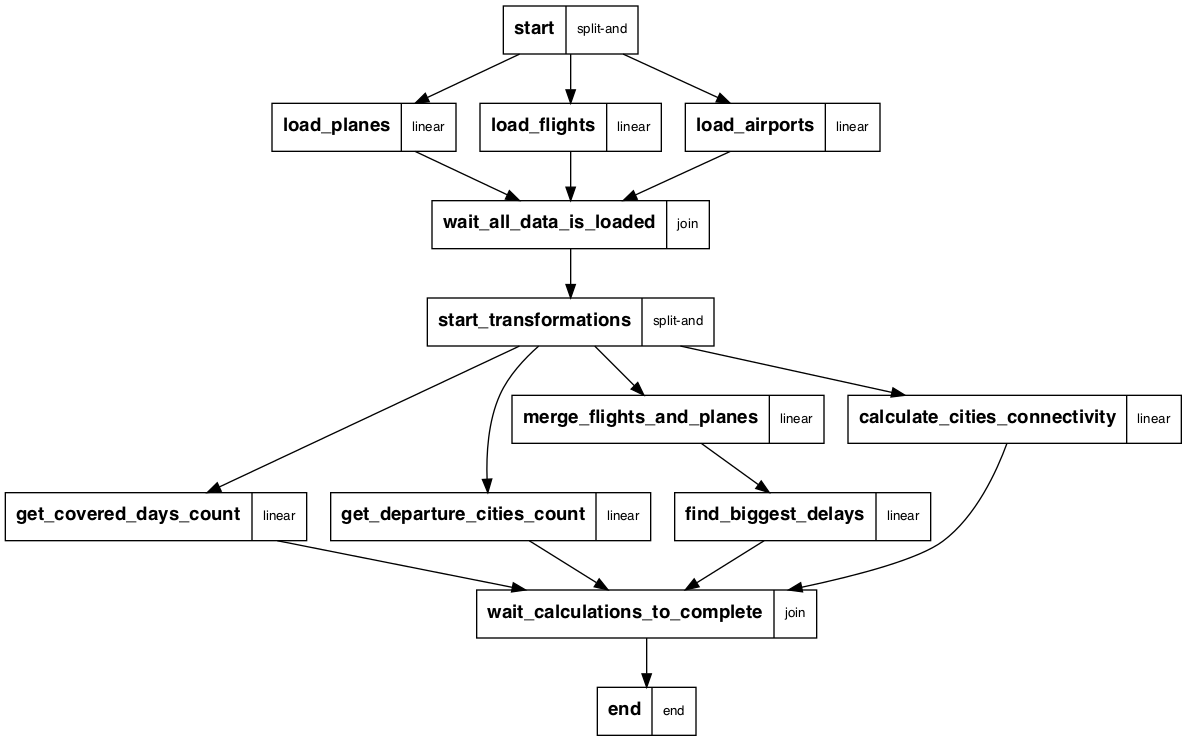 start split-and
load_planes linear
load_flights linear
load_airports linear
wait_all_data_is_loaded join
start_transformations split-and
merge_flights_and_planes linear
calculate_cities_connectivity linear
get_covered_days_count linear
get_departure_cities_count linear
find_biggest_delays linear
wait_calculations_to_complete join
end end